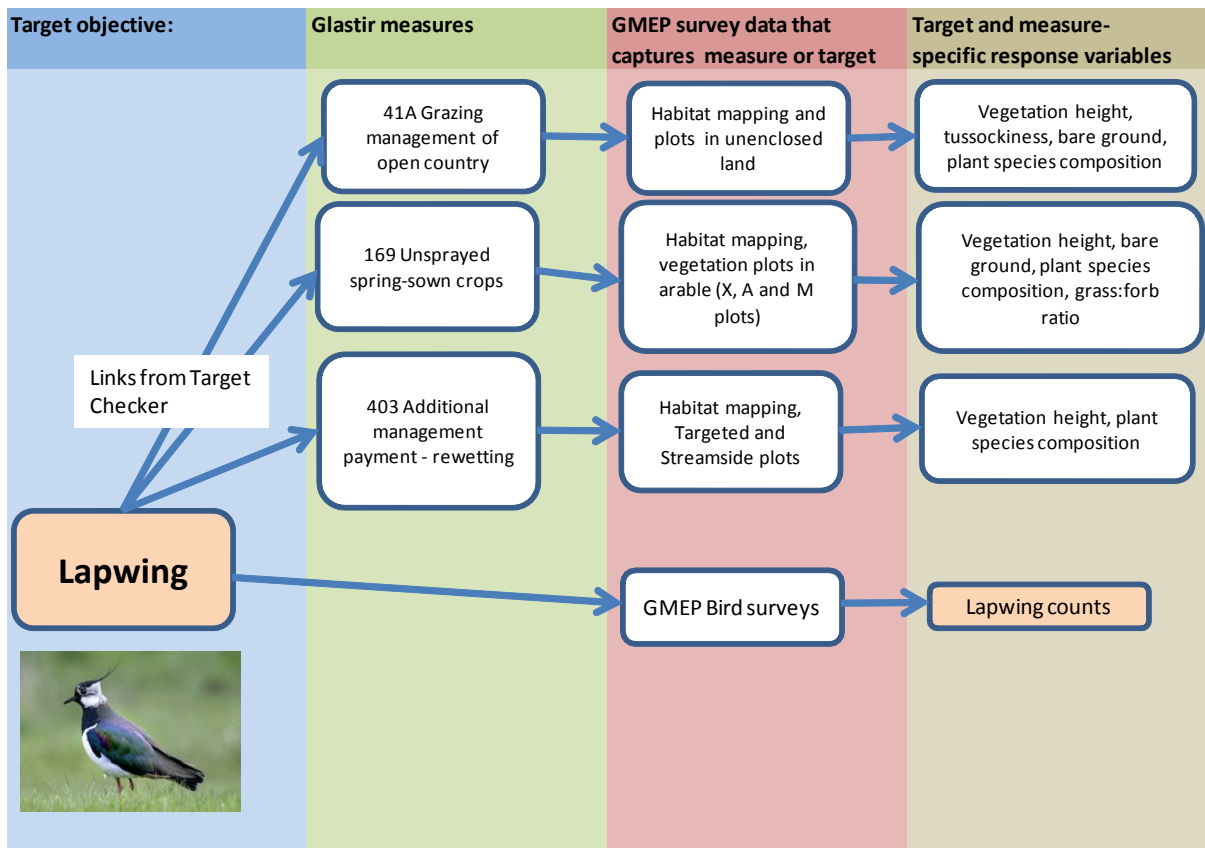 Target objective:
Glastir measures
GMEP survey data that
captures measure or target
Target and measure-
specific response variables
41A Grazing
management of
open country
Habitat mapping and
plots in unenclosed
land
Vegetation height,
tussockiness, bare ground,
plant species composition
169 Unsprayed
spring-sown crops
Habitat mapping,
vegetation plots in
arable (X, A and M
plots)
Vegetation height, bare
ground, plant species
composition, grass:forb
ratio
Links from Target
Checker
403 Additional
management
payment - rewetting
Habitat mapping,
Targeted and
Streamside plots
Vegetation height, plant
species composition
Lapwing
GMEP Bird surveys
Lapwing counts